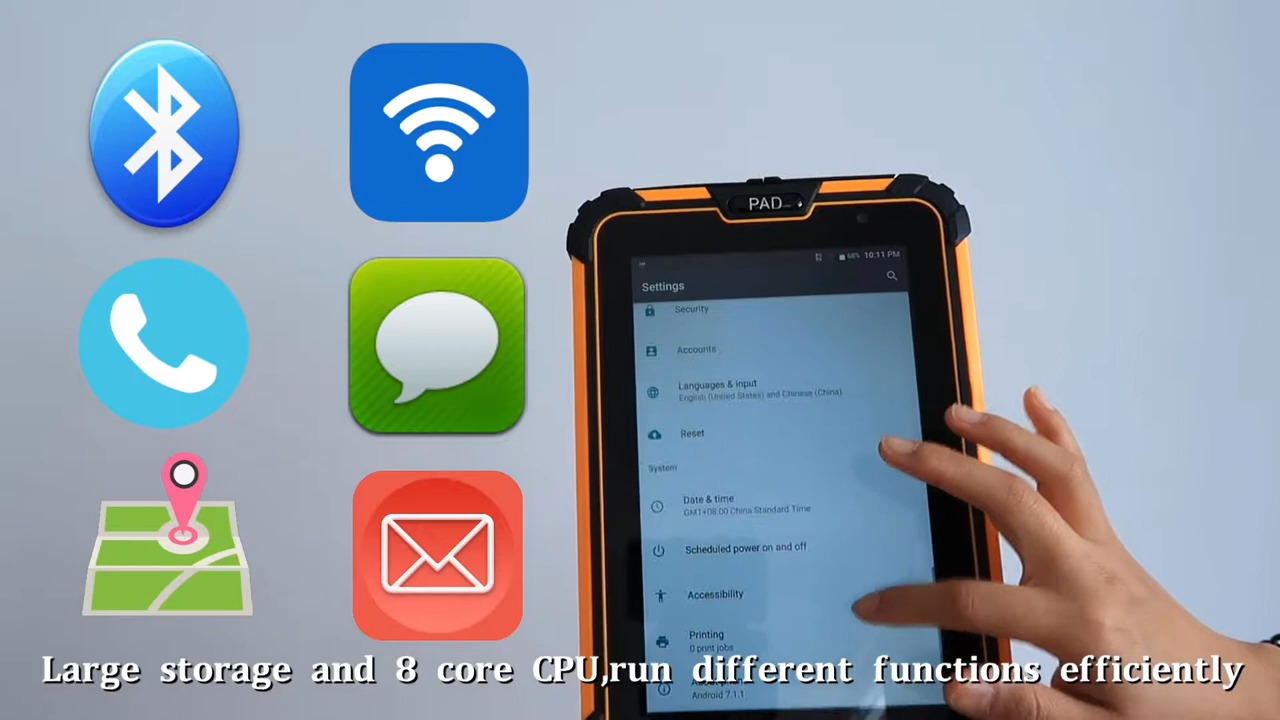 PAD
68% 10:11 PM
Settings
Security
Accounts
Languages & input
English (United States) and Chinese (China)
Reset
System
Date & time
GMT+08:00 China Standard Time
Scheduled power on and off
Accessibility
Printing
0 print jobs
Large storage and 8 core CPU,run different functions efficiently
Android 7.1.1